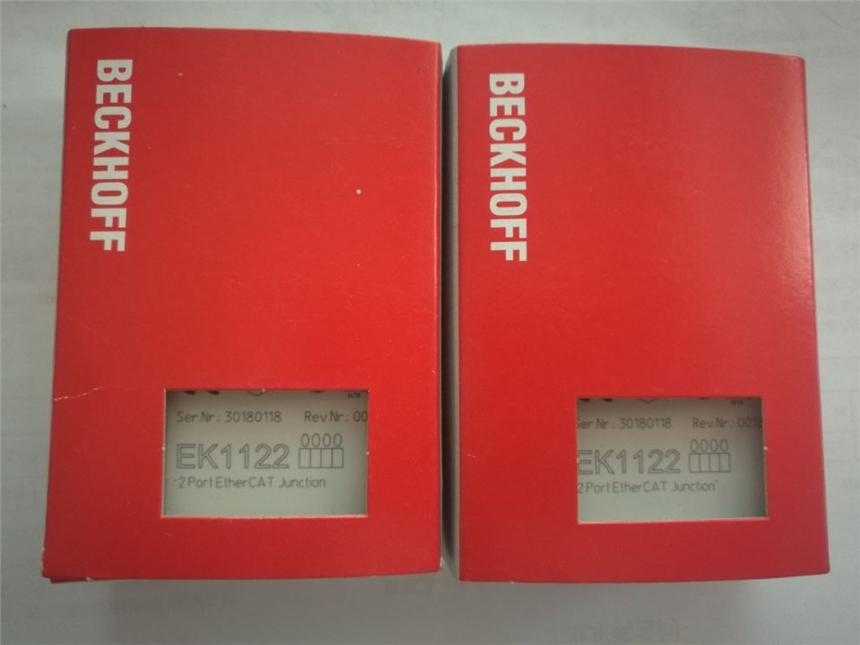 BECKHOFF
Ser.Nr.: 30180118 Rev.Nr.: 00
0000
EK1122
2 Port EtherCAT Junction
BECKHOFF
Ser.Nr.: 30180118 Rev.Nr.: 0018
0000
EK1122
2 Port EtherCAT Junction